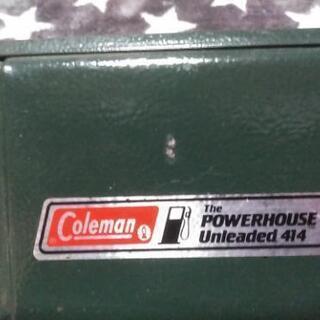 Coleman
The
POWERHOUSE
Unleaded 414